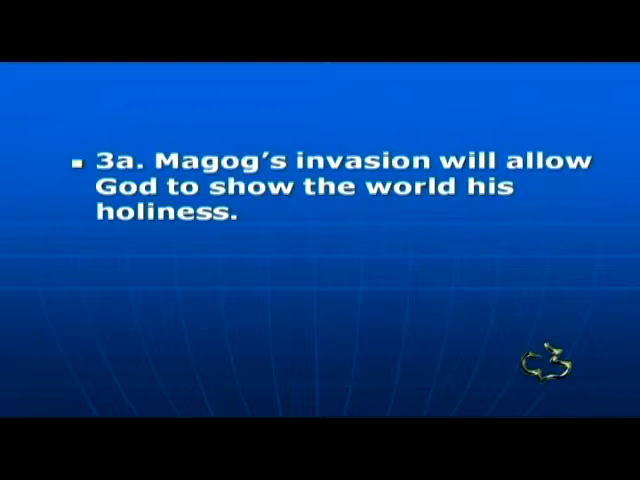 3a. Magog's invasion will allow
God to show the world his
holiness.